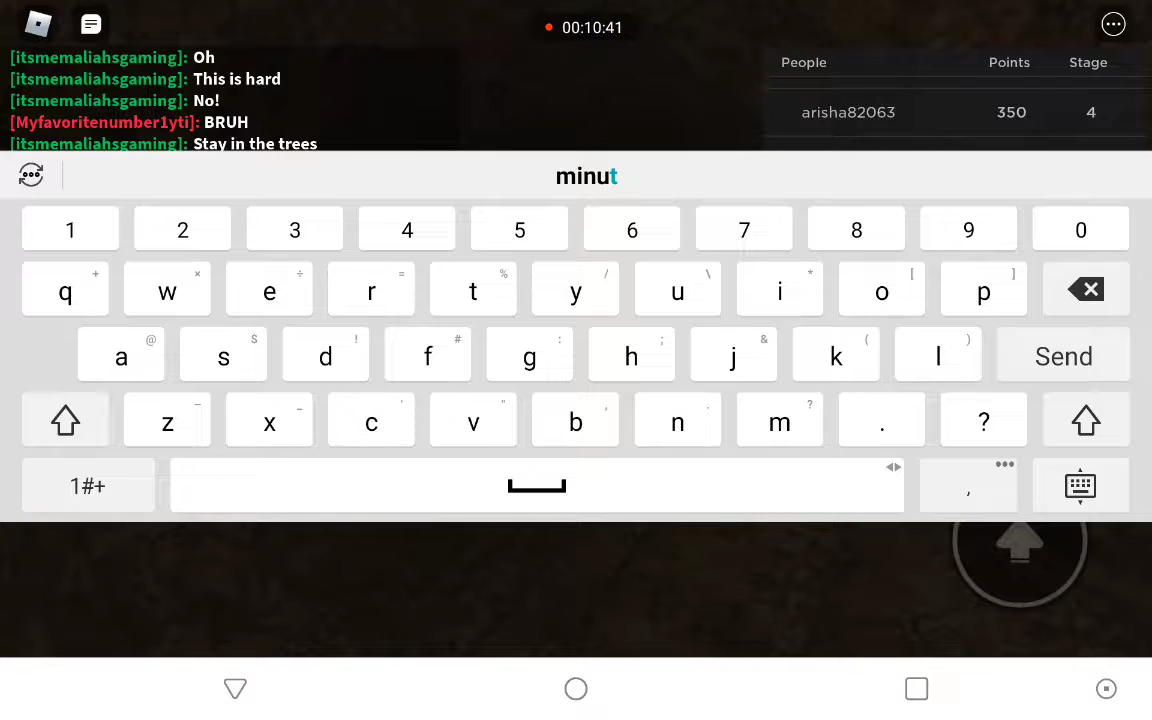 00:10:41
[itsmemaliahsgaming]: Oh
[itsmemaliahsgaming]: This is hard
[itsmemaliahsgaming]: No!
[Myfavoritenumber1yti]: BRUH
[itsmemaliahsgaming]: Stay in the trees
People Points Stage
arisha82063 350 4
minut
1 2 3 4 5 6 7 8 9 0
+ × ÷ = % / \ * [ ]
q w e r t y u i o p
@ $ ! # : ; & ( )
a s d f g h j k l Send
– _ ' " , . ?
z x c v b n m . ?
1#+ ,